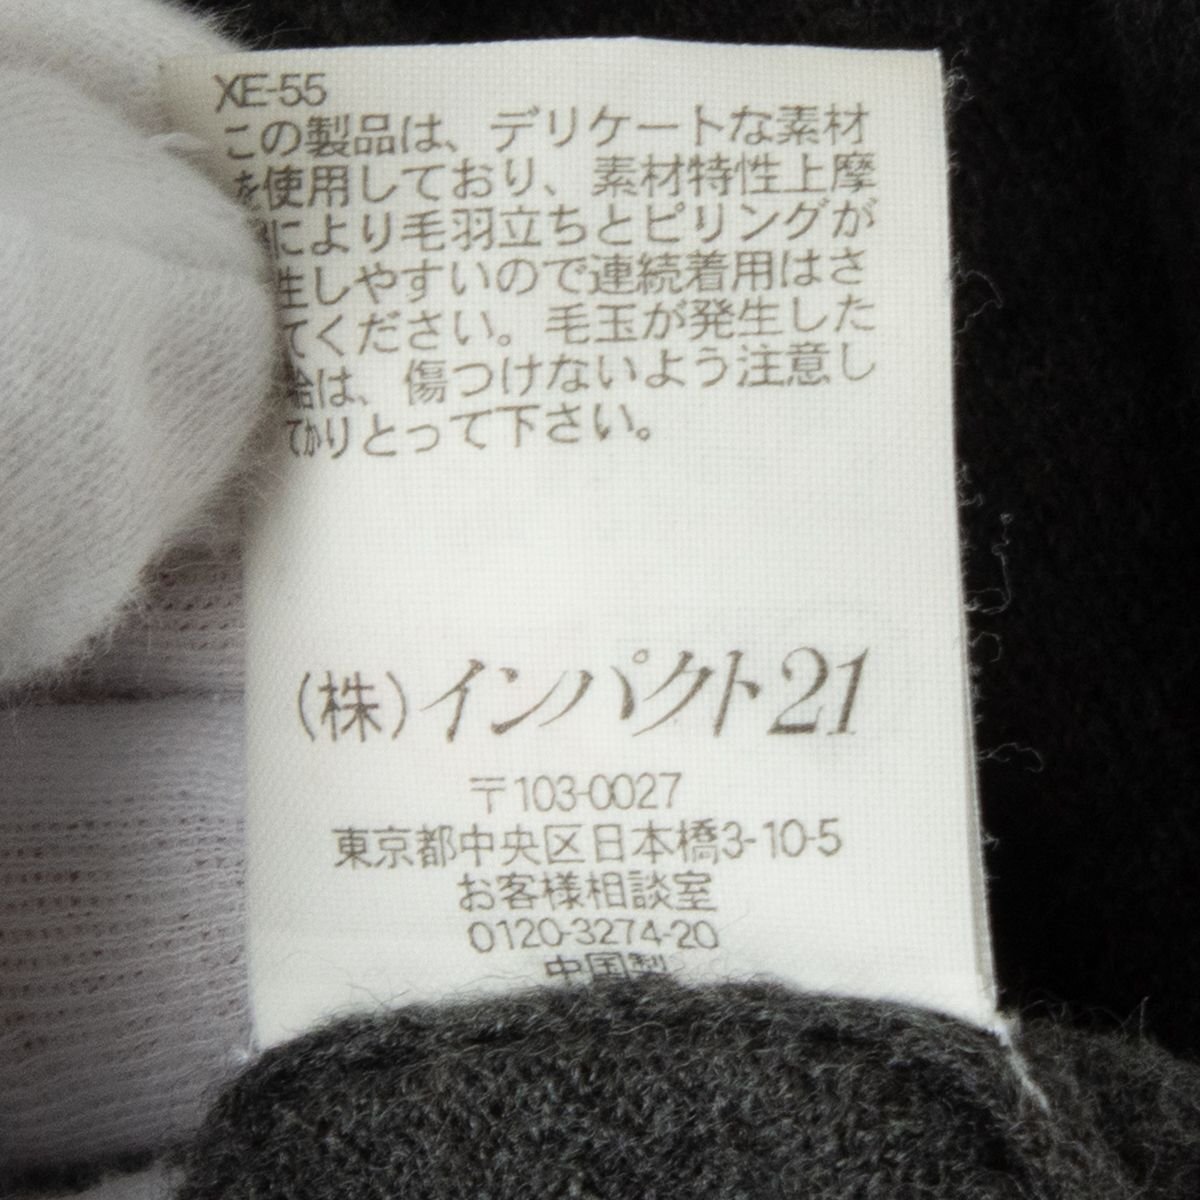 XE-55
この製品は、デリケートな素材
を使用しており、素材特性上摩
により毛羽立ちとピリングが
生しやすいので連続着用はさ
てください。毛玉が発生した
は、傷つけないよう注意し
てかりとって下さい。
(株)インパクト21
〒103-0027
東京都中央区日本橋3-10-5
お客様相談室
0120-3274-20
中国製